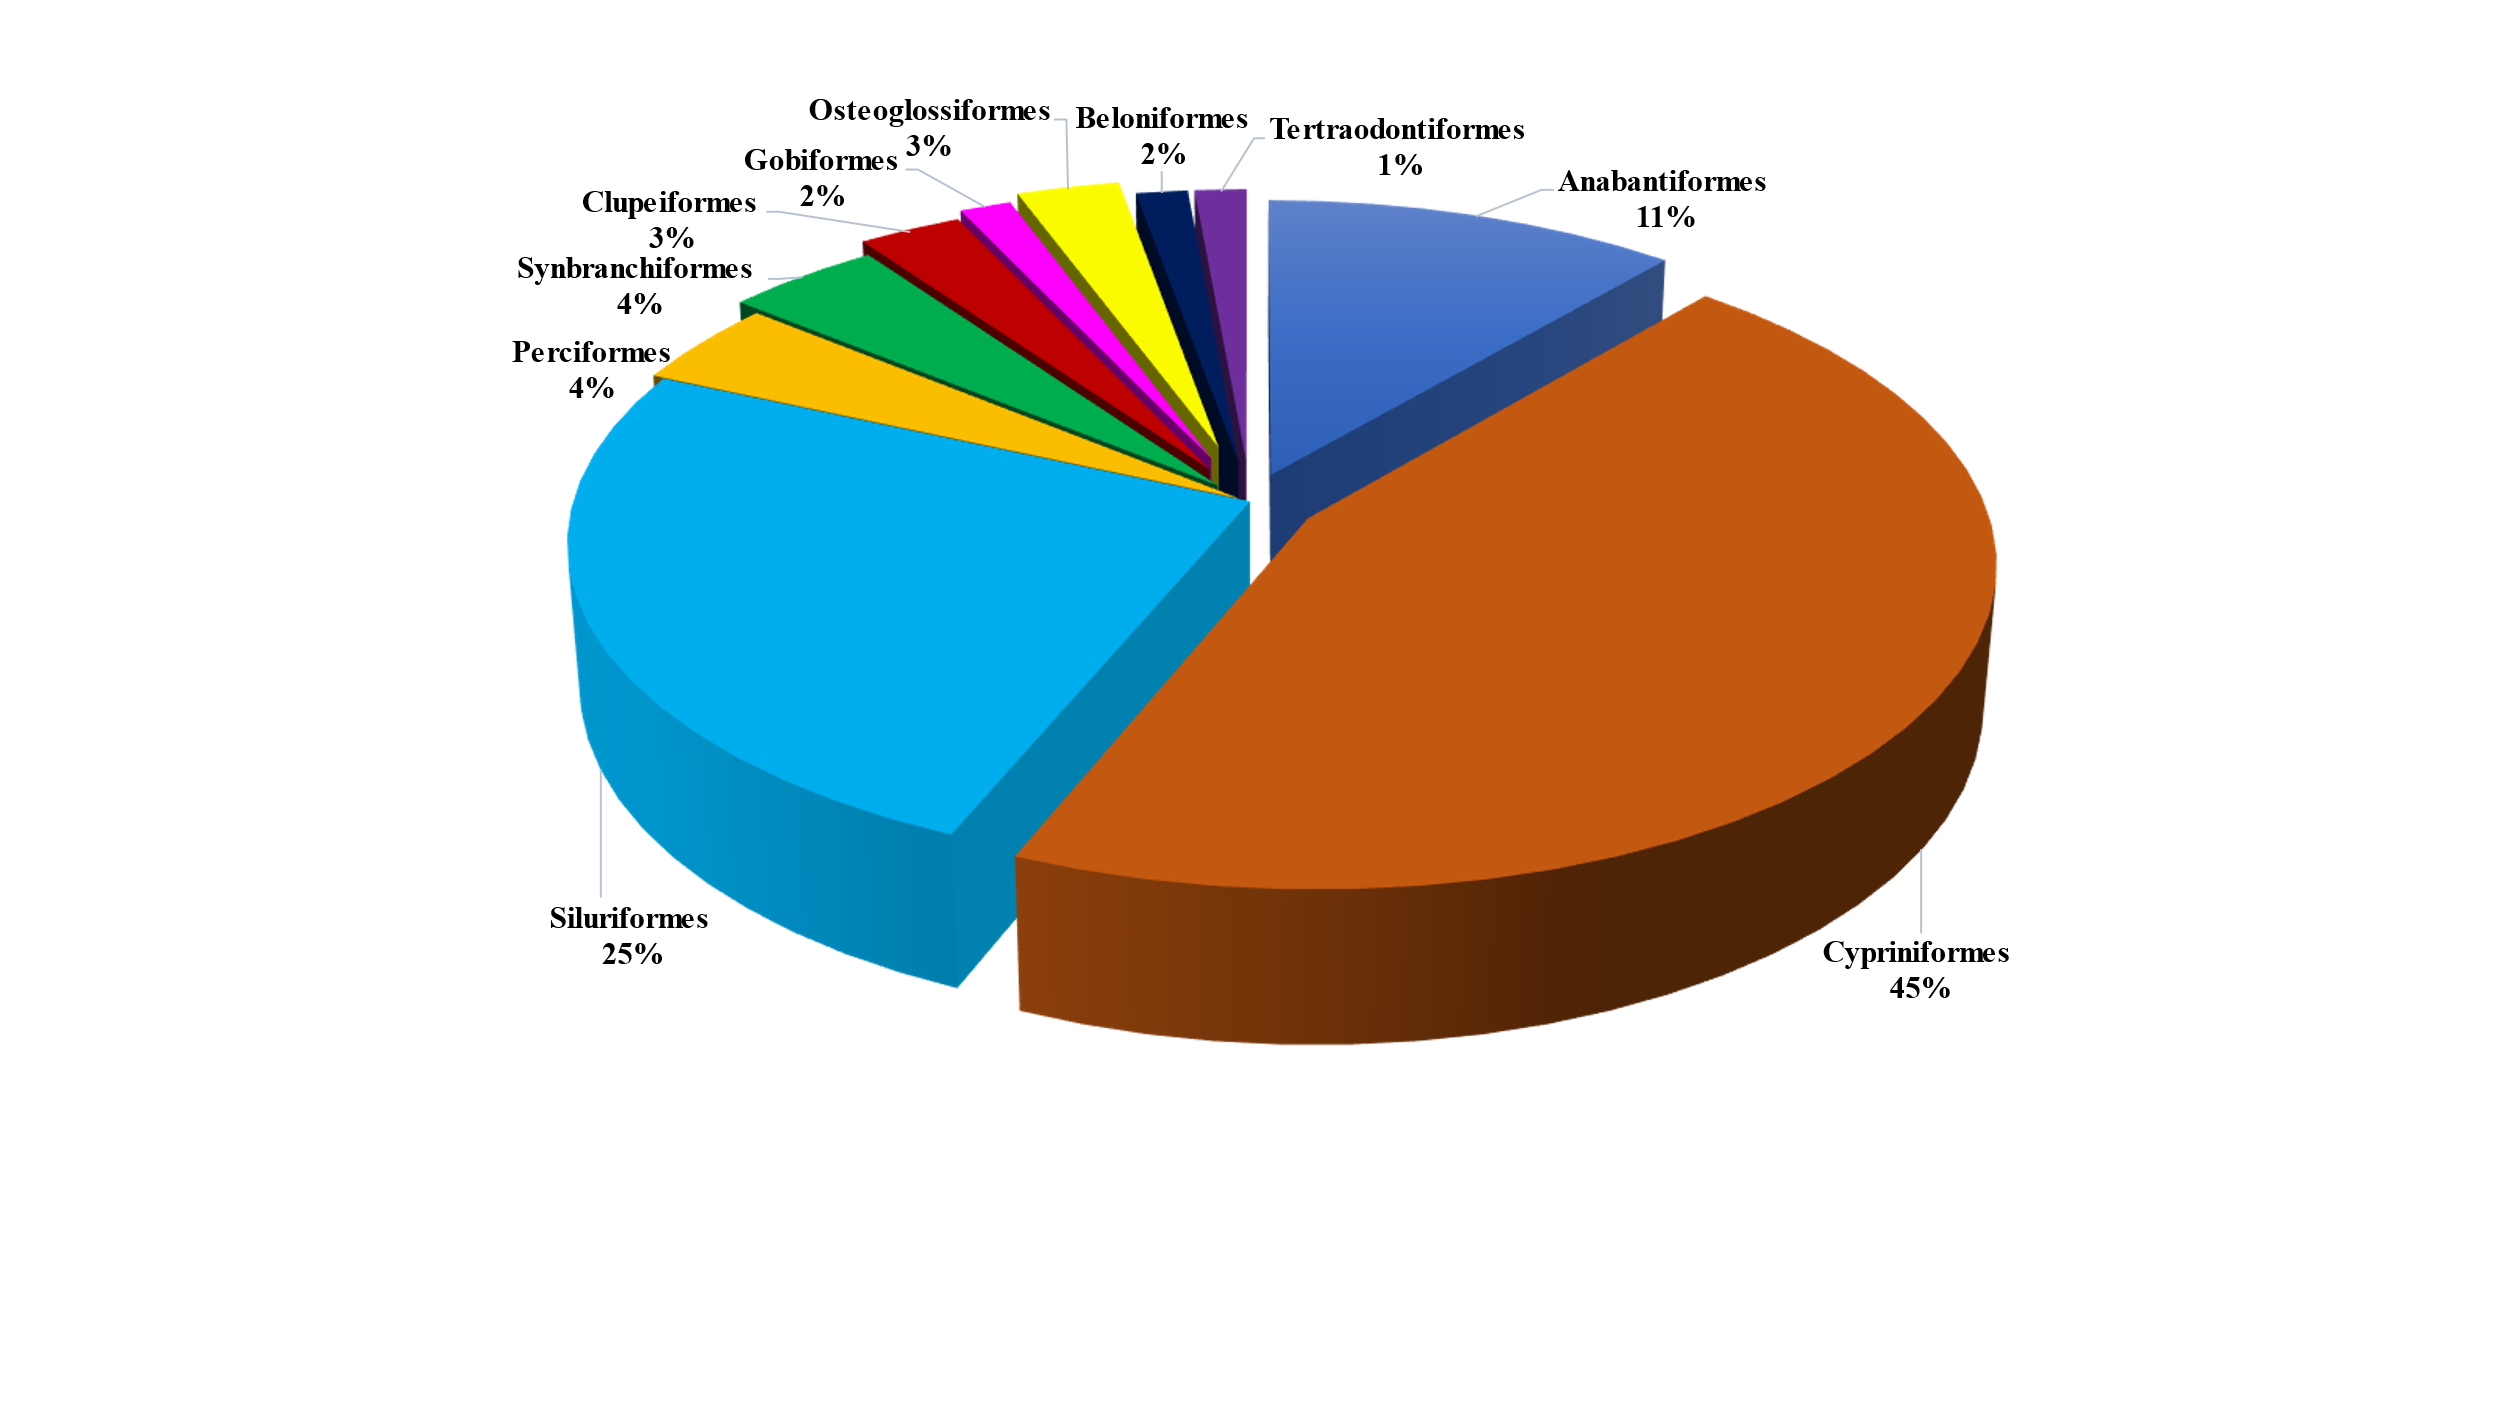 Osteoglossiformes
3%
Beloniformes
2%
Tertraodontiformes
1%
Gobiformes
2%
Anabantiformes
11%
Clupeiformes
3%
Synbranchiformes
4%
Perciformes
4%
Siluriformes
25%
Cypriniformes
45%